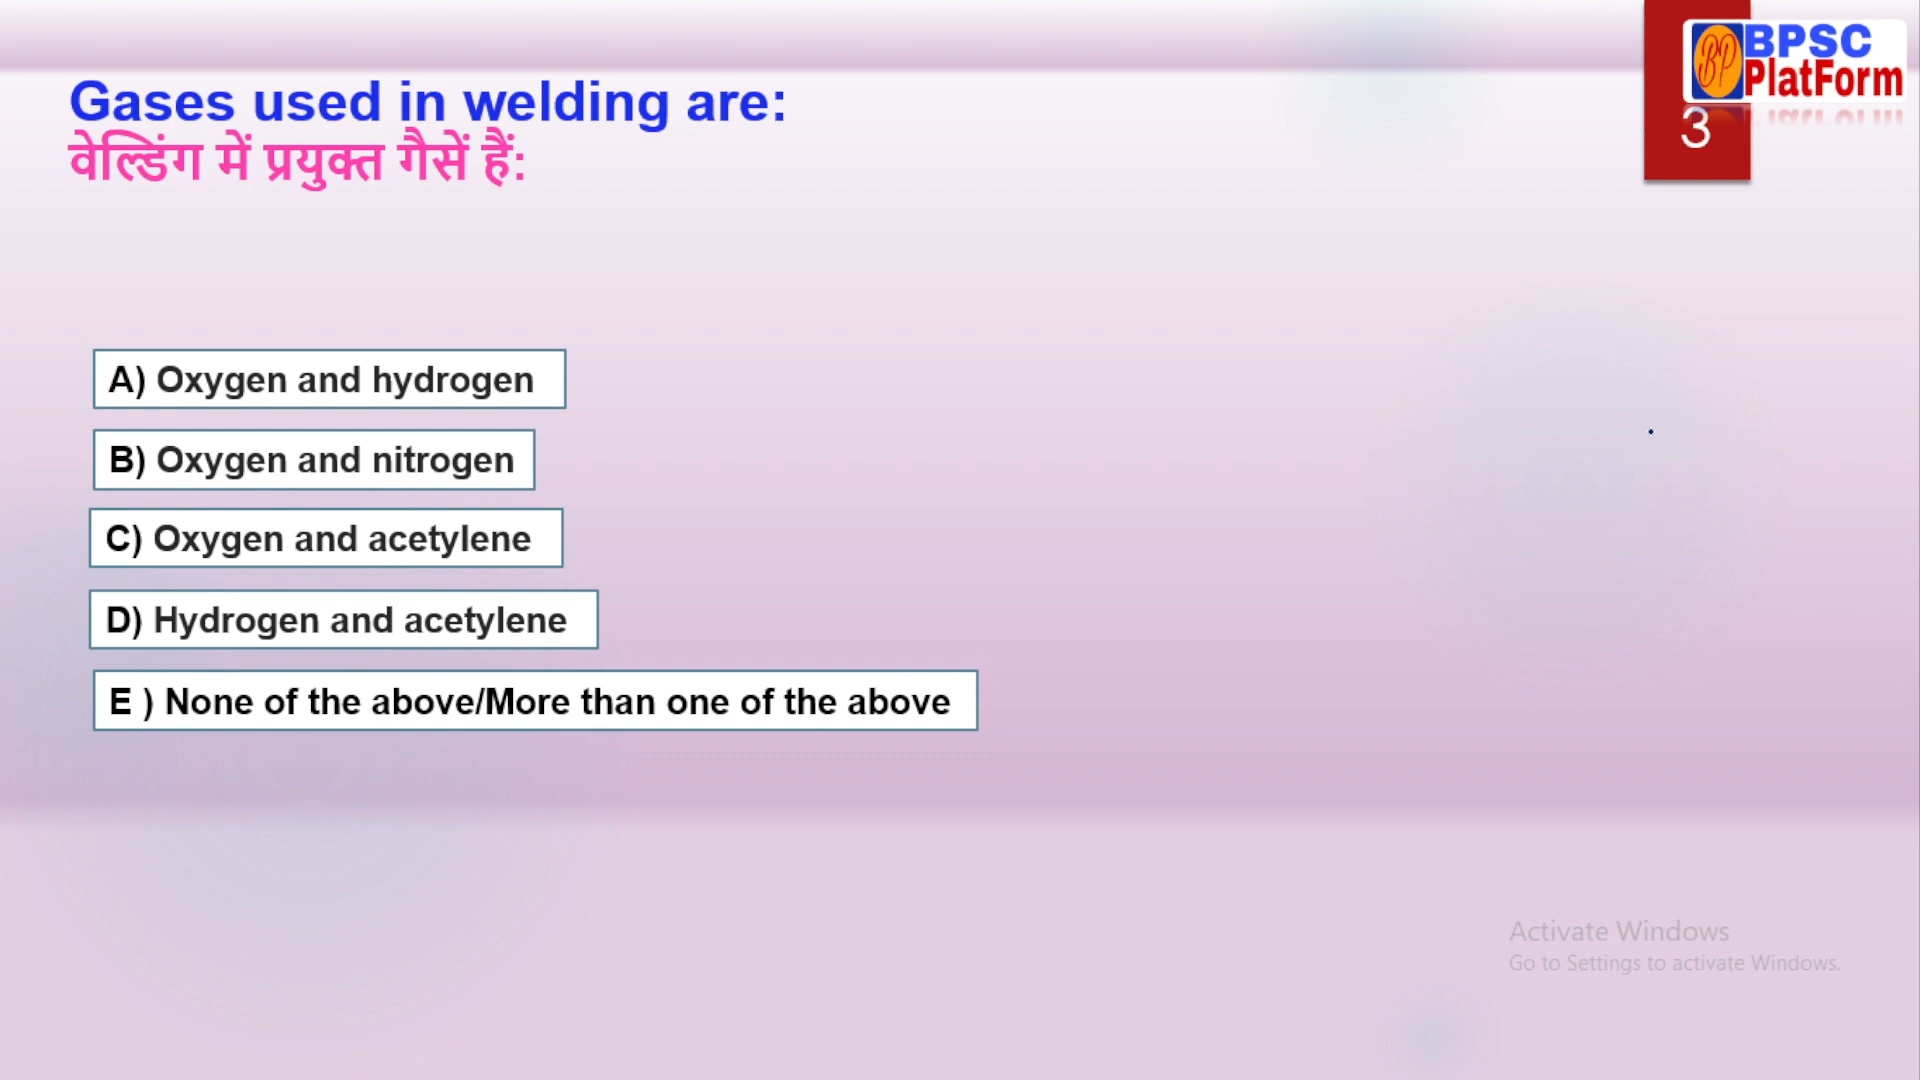 BPSC
PlatForm
3
Gases used in welding are:
वेल्डिंग में प्रयुक्त गैसें हैं:
A) Oxygen and hydrogen
B) Oxygen and nitrogen
C) Oxygen and acetylene
D) Hydrogen and acetylene
E ) None of the above/More than one of the above
Activate Windows
Go to Settings to activate Windows.